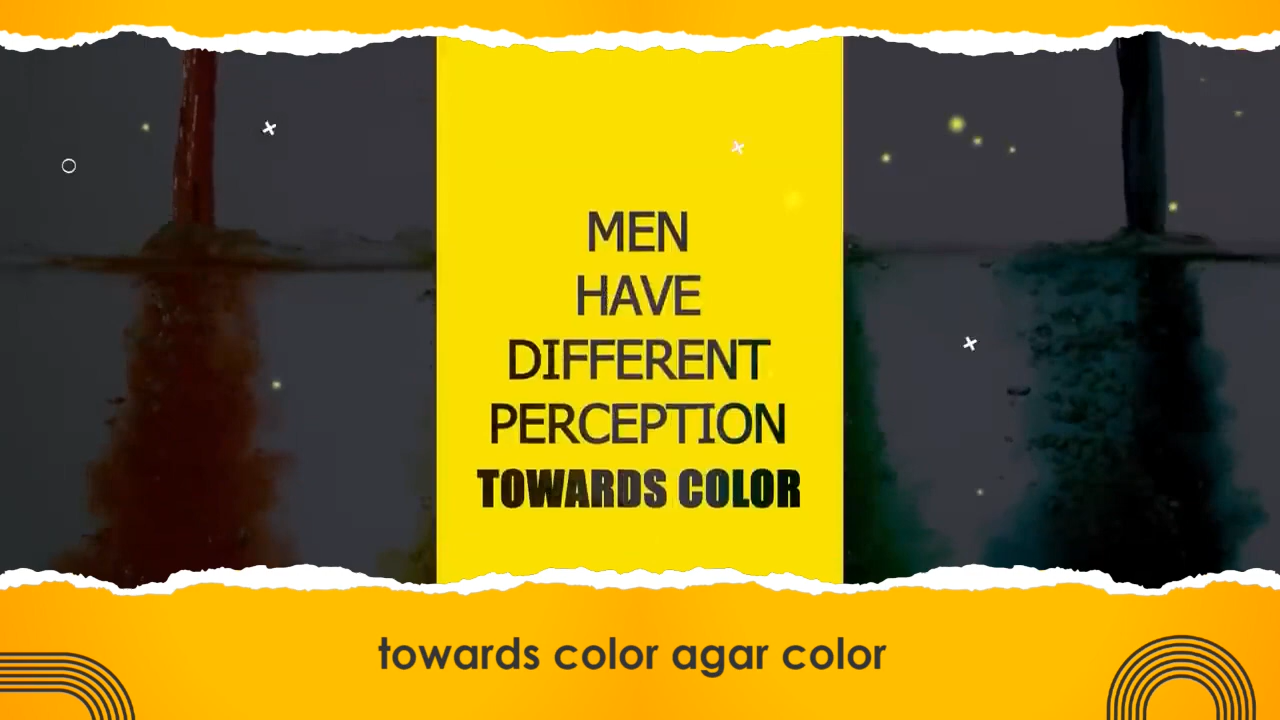 MEN
HAVE
DIFFERENT
PERCEPTION
TOWARDS COLOR
towards color agar color